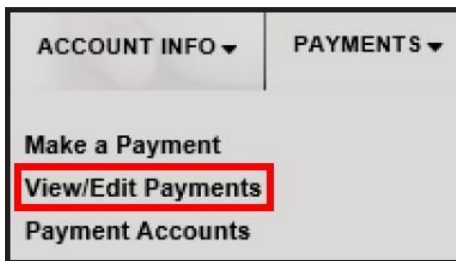 ACCOUNT INFO PAYMENTS
Make a Payment
View/Edit Payments
Payment Accounts